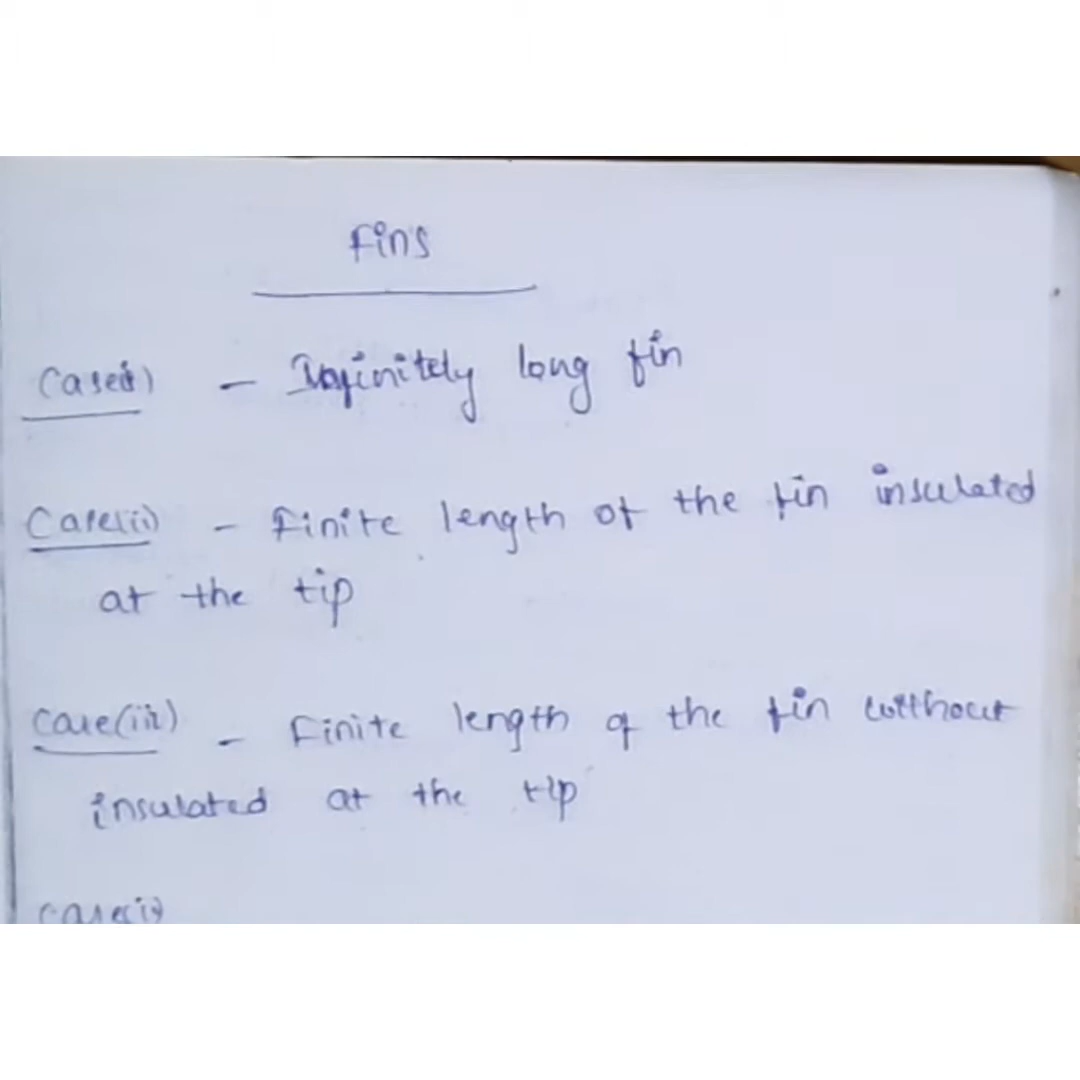 Fins
Case(i) - Infinitely long fin
Case(ii) - Finite length of the fin insulated
at the tip
Case(iii) - Finite length of the fin without
insulated at the tip
case(i)